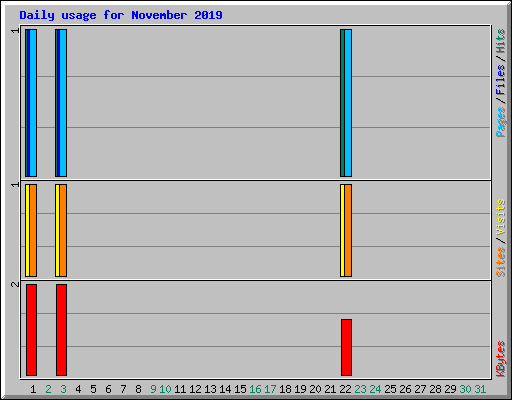 Daily usage for November 2019
1
Pages / Files / Hits
1
Sites / Visits
2
KBytes
1 2 3 4 5 6 7 8 9 10 11 12 13 14 15 16 17 18 19 20 21 22 23 24 25 26 27 28 29 30 31